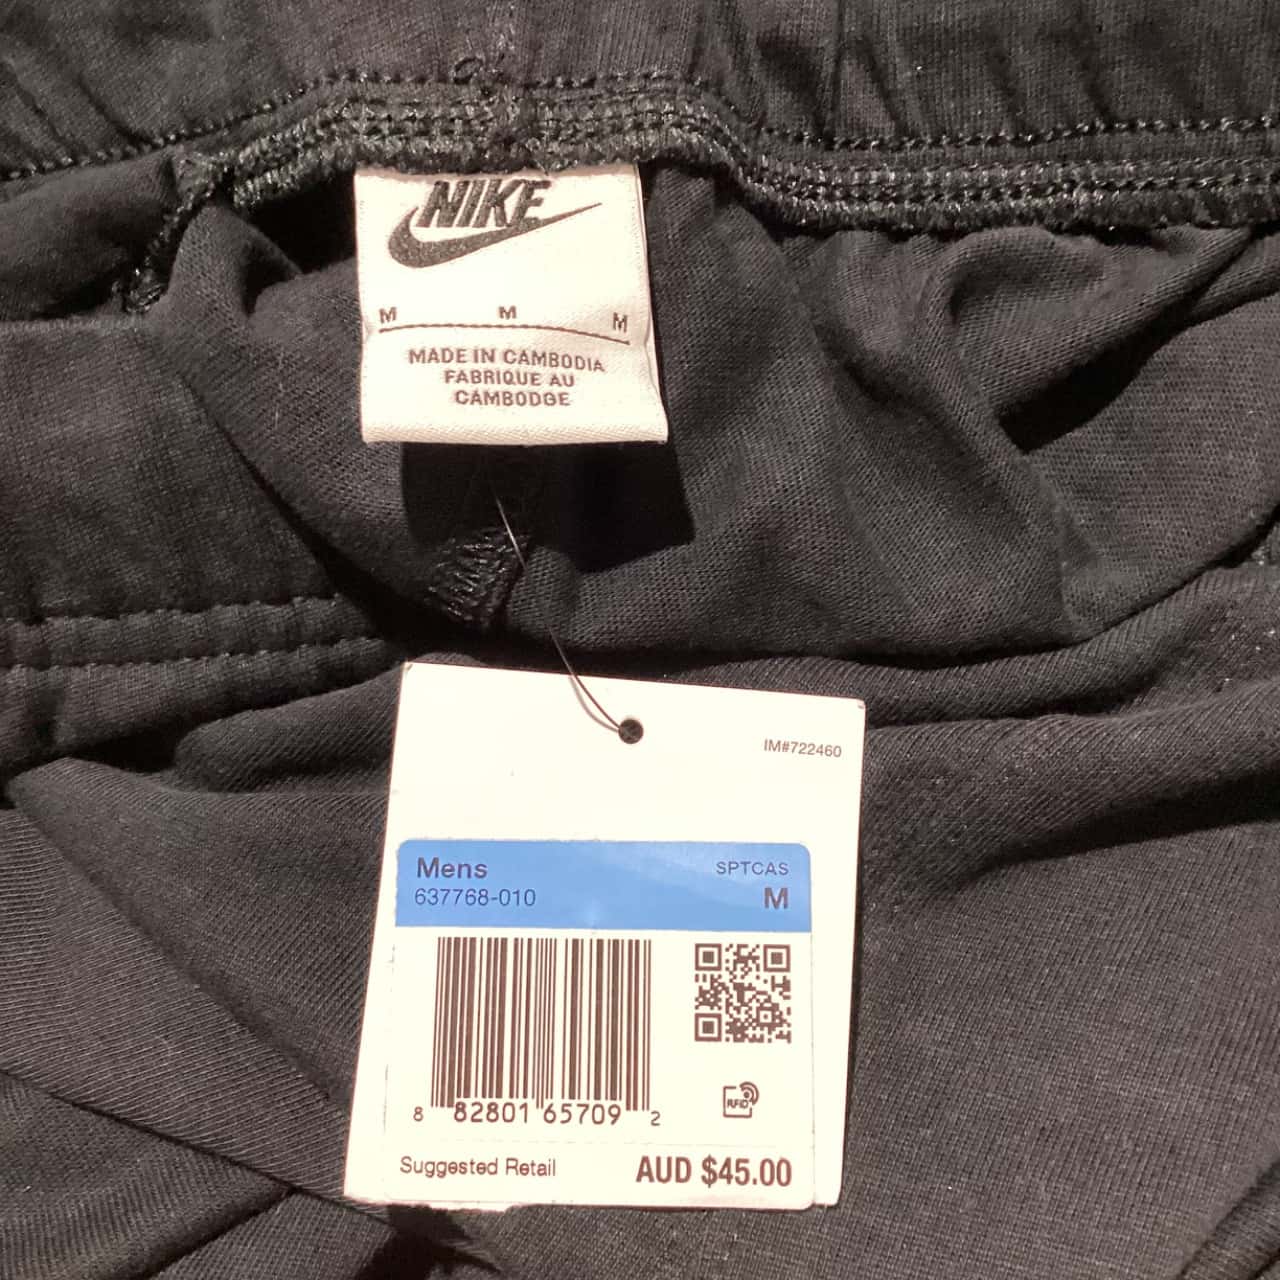 NIKE
M M M
MADE IN CAMBODIA
FABRIQUE AU
CAMBODGE
IM#722460
Mens SPTCAS
637768-010 M
8 82801 65709 2
RFID
Suggested Retail AUD $45.00